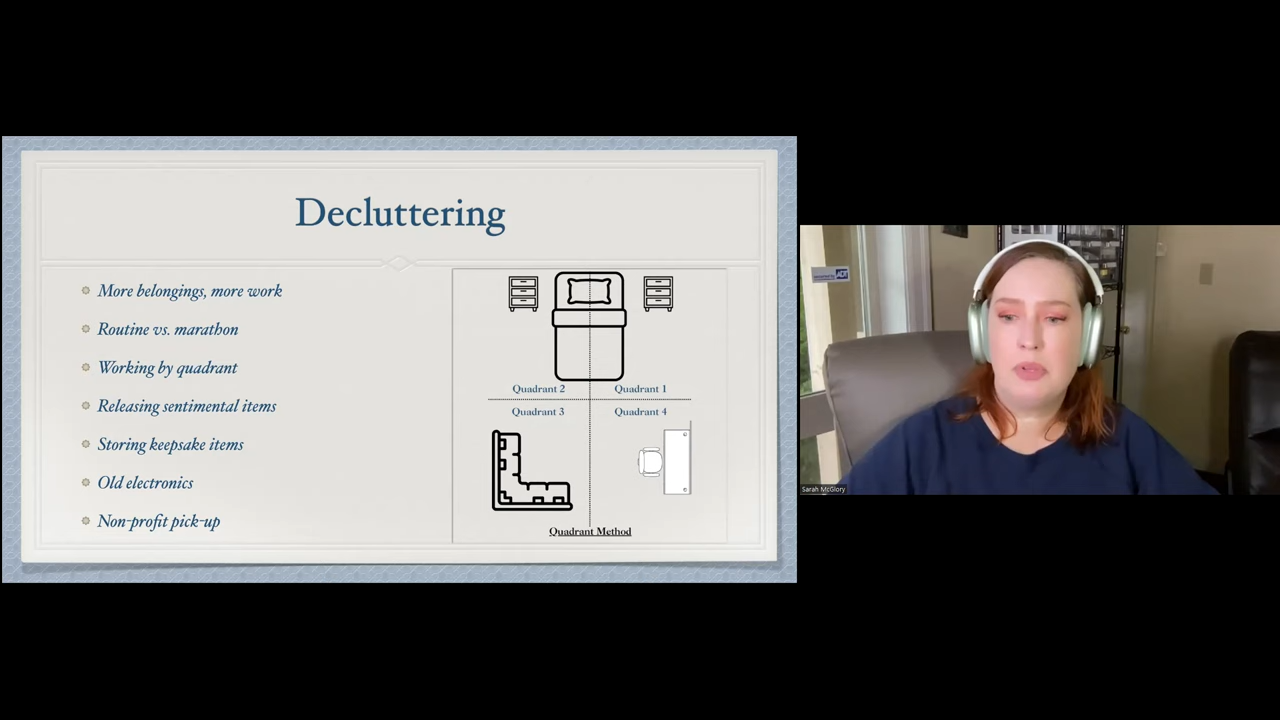 Decluttering
More belongings, more work
Routine vs. marathon
Working by quadrant
Releasing sentimental items
Storing keepsake items
Old electronics
Non-profit pick-up
Quadrant 2
Quadrant 1
Quadrant 3
Quadrant 4
Quadrant Method
ADT
Sarah McGlory